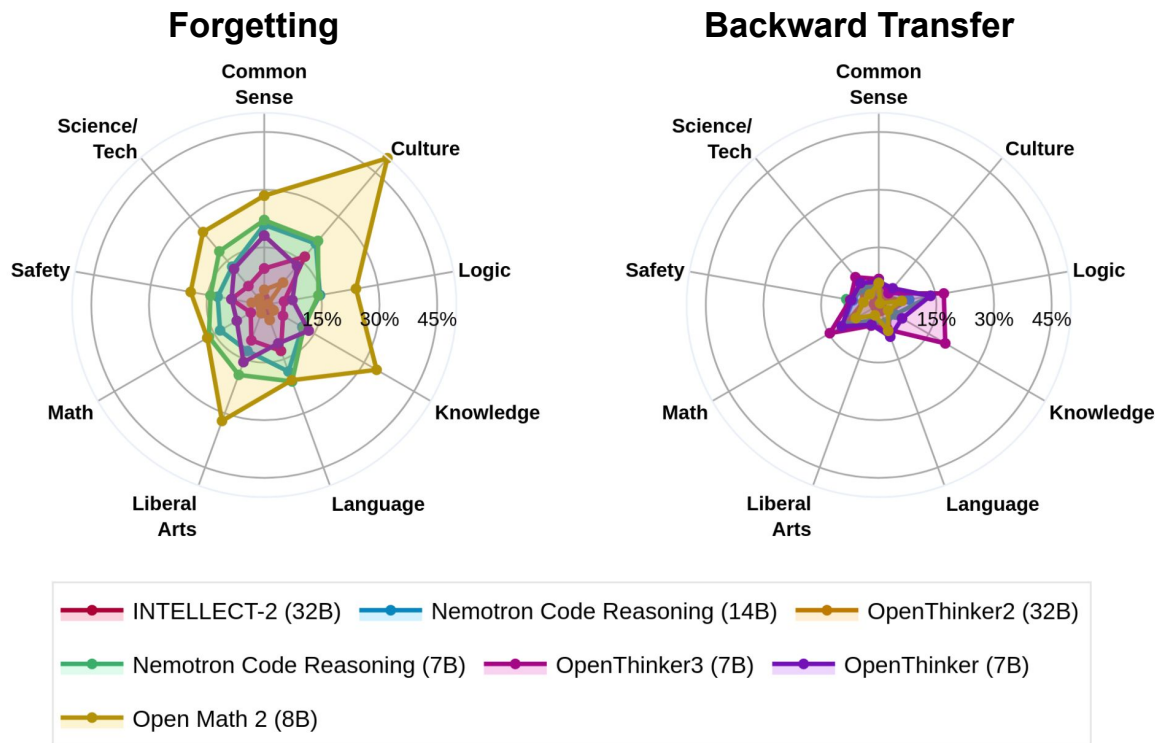 Forgetting
Backward Transfer
Common
Sense
Science/
Tech
Culture
Safety
Logic
15%
30%
45%
Math
Knowledge
Liberal
Arts
Language
Common
Sense
Science/
Tech
Culture
Safety
Logic
15%
30%
45%
Math
Knowledge
Liberal
Arts
Language
INTELLECT-2 (32B)
Nemotron Code Reasoning (14B)
OpenThinker2 (32B)
Nemotron Code Reasoning (7B)
OpenThinker3 (7B)
OpenThinker (7B)
Open Math 2 (8B)